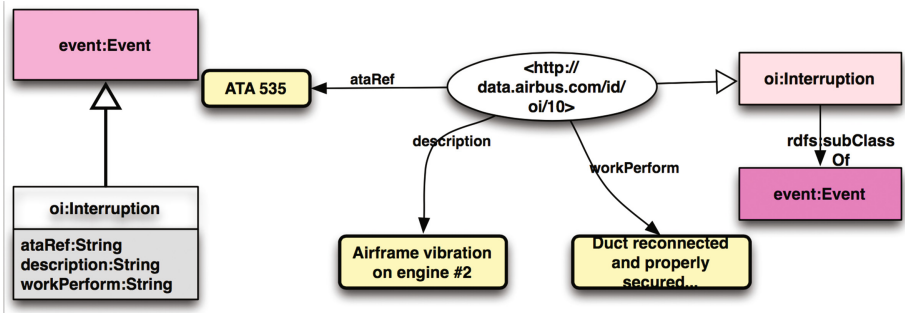 event:Event
oi:Interruption
ataRef:String
description:String
workPerform:String
ATA 535
ataRef
<http://
data.airbus.com/id/
oi/10>
description
workPerform
Airframe vibration
on engine #2
Duct reconnected
and properly
secured...
oi:Interruption
rdfs:subClass
Of
event:Event